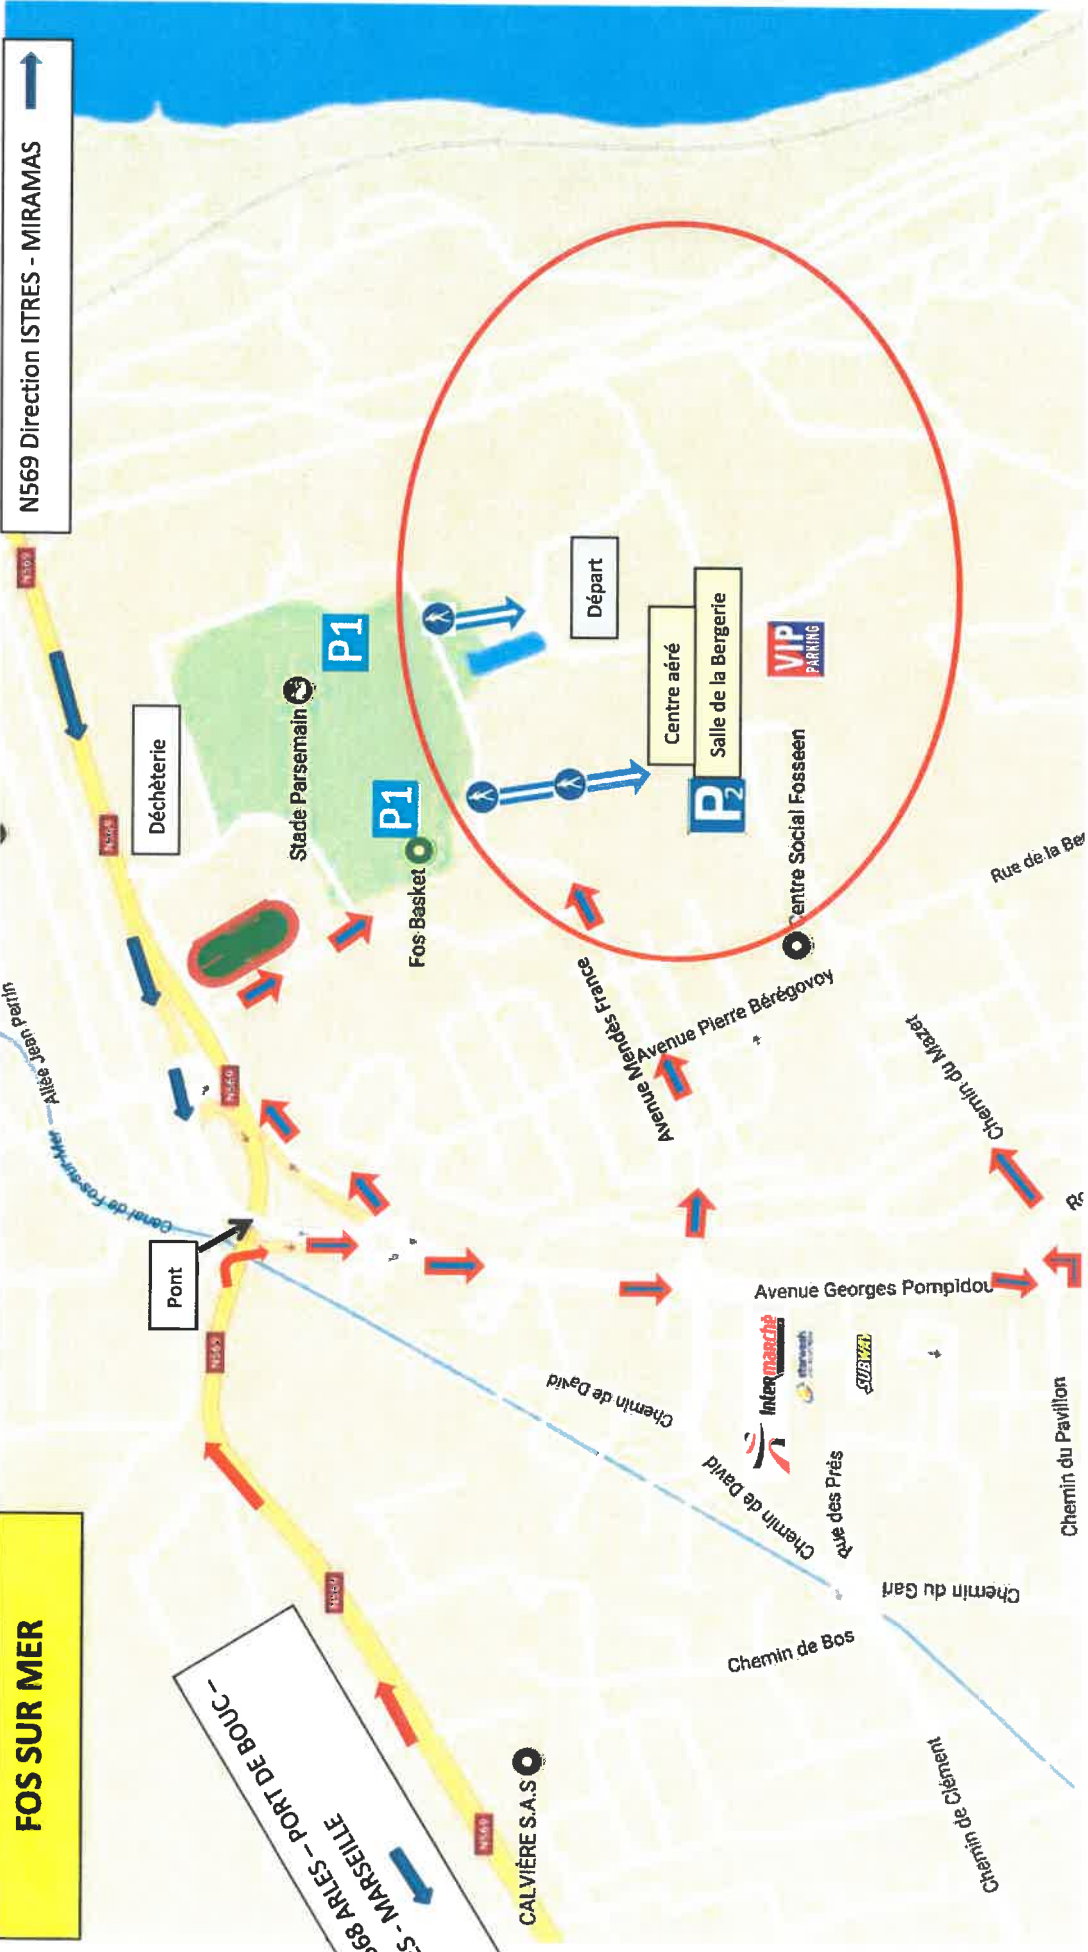 FOS SUR MER
N569 Direction ISTRES - MIRAMAS
568 ARLES – PORT DE BOUC –
ES - MARSEILLE
N569
N569
N569
N569
N569
N569
Allée Jean Perrin
Canal de Fos-sur-Mer
Pont
Déchèterie
Stade Parsemain
P1
P1
Fos Basket
Départ
Centre aéré
Salle de la Bergerie
P2
VIP
PARKING
Centre Social Fosséen
Avenue Mendès France
Avenue Pierre Bérégovoy
Rue de la Be
Chemin du Mazet
Avenue Georges Pompidou
Intermarché
SUBWAY
Chemin de David
Chemin de David
Rue des Prés
Chemin du Pavillon
Chemin du Gari
Chemin de Bos
Chemin de Clément
CALVIÈRE S.A.S